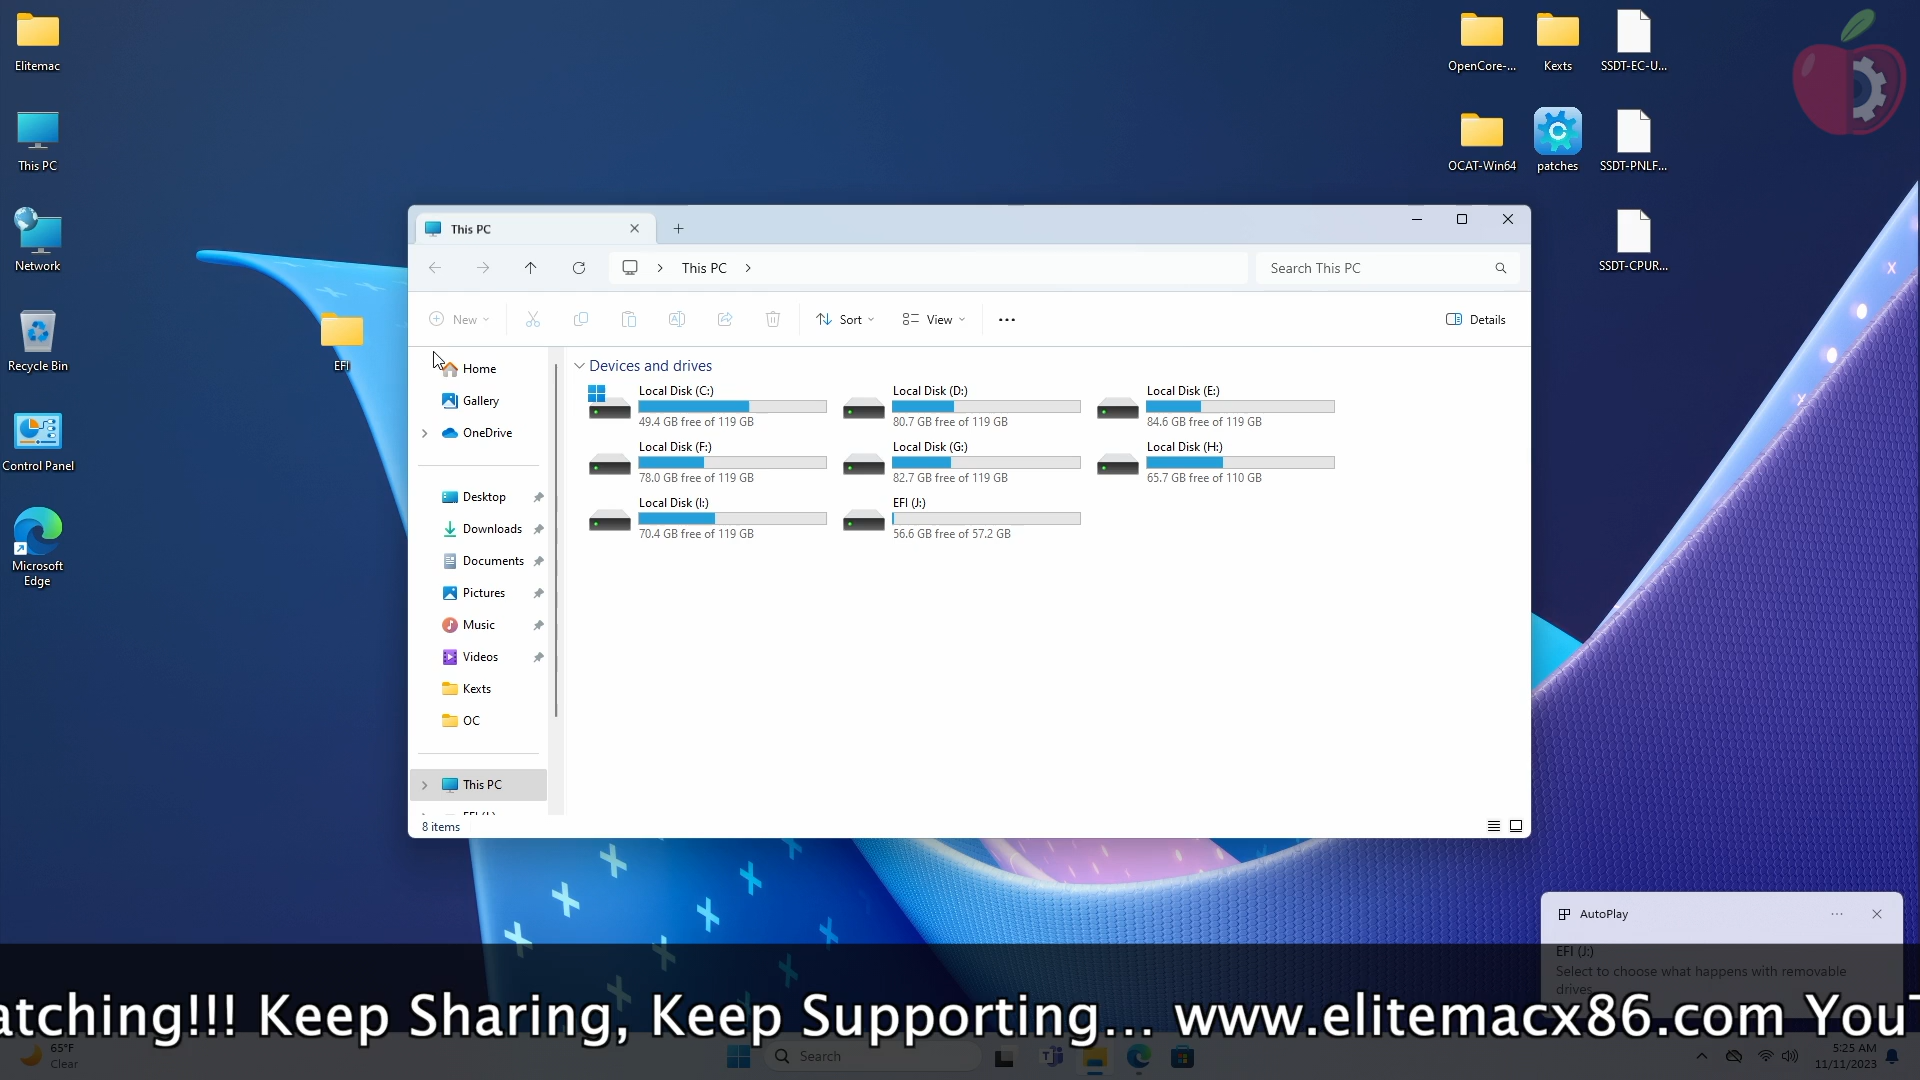 Elitemac
This PC
Network
Recycle Bin
Control Panel
Microsoft
Edge
EFI
OpenCore-...
Kexts
SSDT-EC-U...
OCAT-Win64
patches
SSDT-PNLF...
SSDT-CPUR...
This PC
This PC
Search This PC
New
Sort
View
Details
Home
Gallery
OneDrive
Desktop
Downloads
Documents
Pictures
Music
Videos
Kexts
OC
This PC
Devices and drives
Local Disk (C:)
49.4 GB free of 119 GB
Local Disk (D:)
80.7 GB free of 119 GB
Local Disk (E:)
84.6 GB free of 119 GB
Local Disk (F:)
78.0 GB free of 119 GB
Local Disk (G:)
82.7 GB free of 119 GB
Local Disk (H:)
65.7 GB free of 110 GB
Local Disk (I:)
70.4 GB free of 119 GB
EFI (J:)
56.6 GB free of 57.2 GB
8 items
AutoPlay
EFI (J:)
Select to choose what happens with removable
drives.
atching!!! Keep Sharing, Keep Supporting... www.elitemacx86.com You
65°F
Clear
Search
5:25 AM
11/11/2023